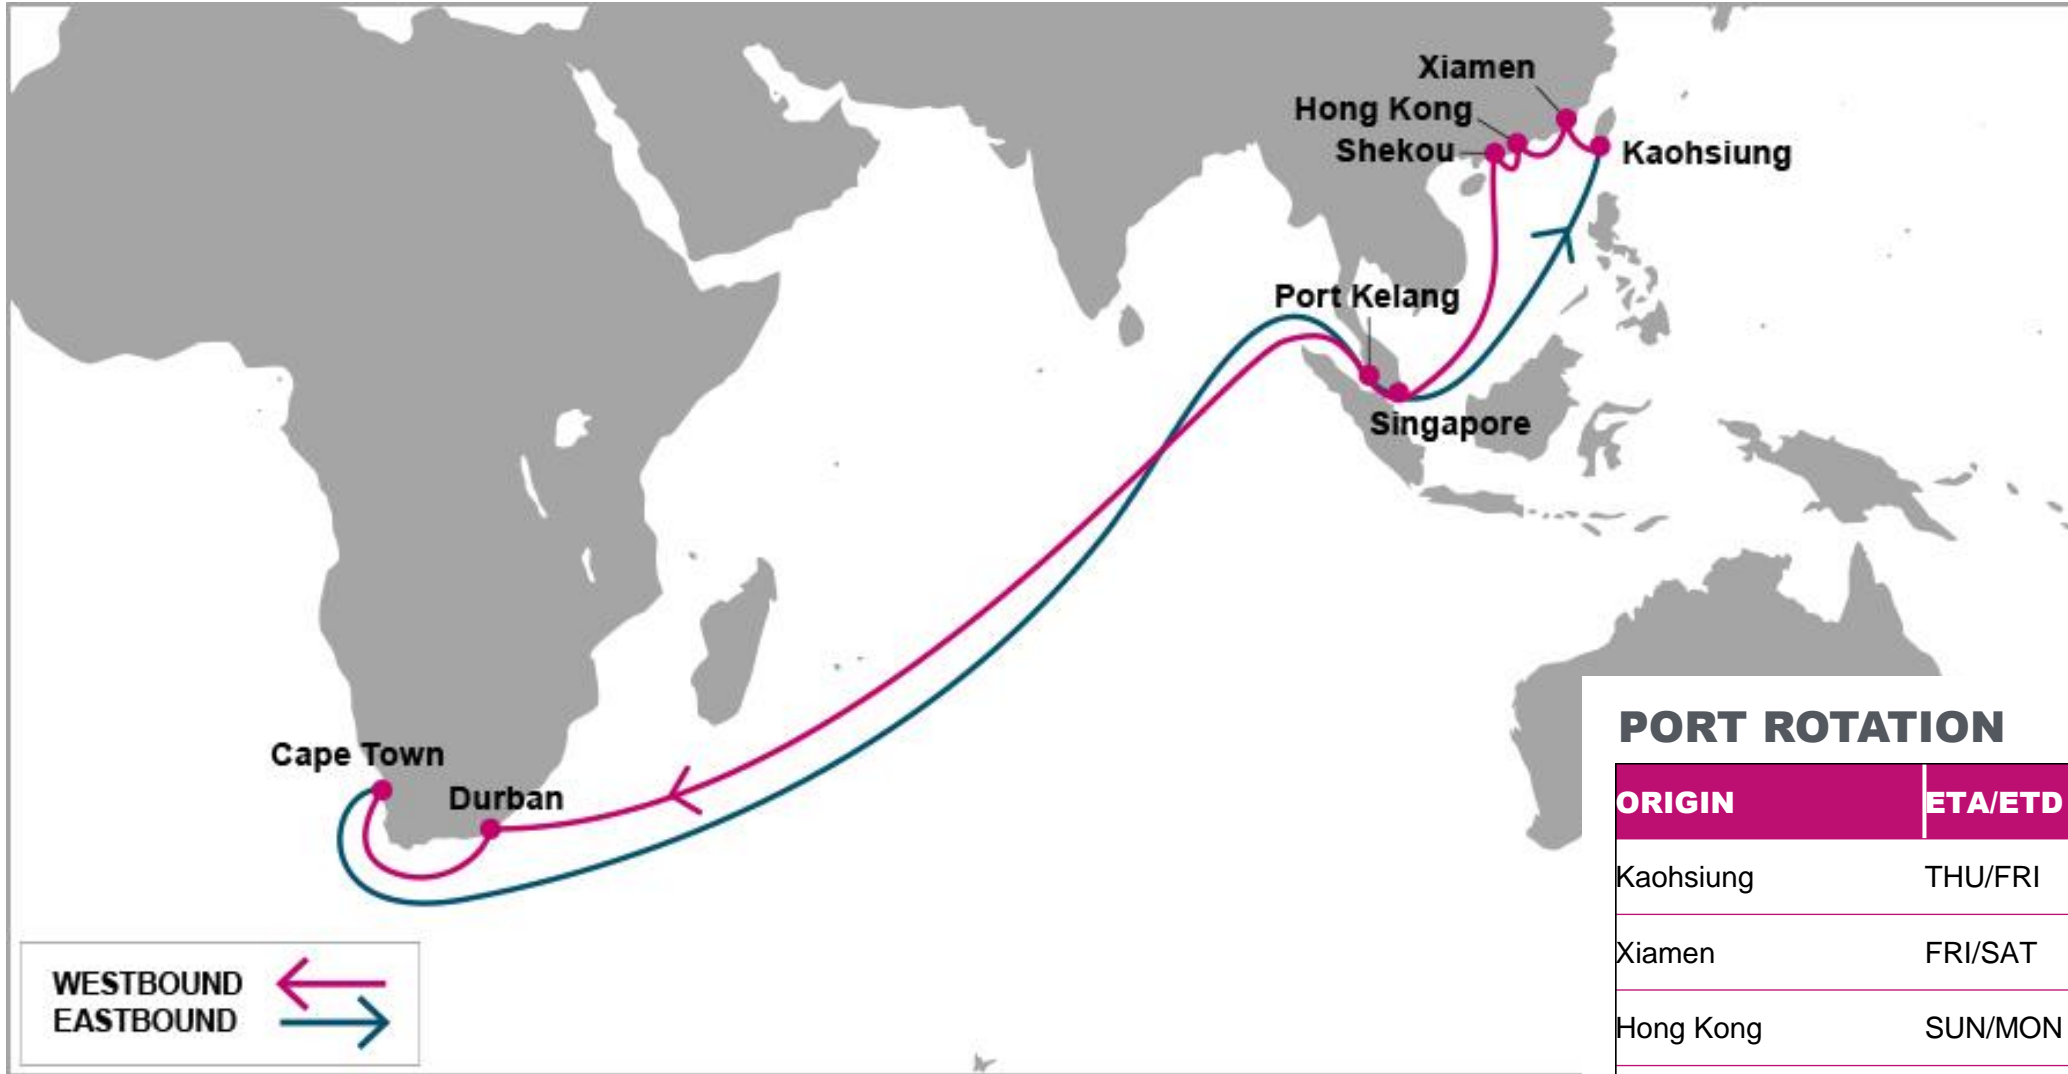 Xiamen
Hong Kong
Shekou
Kaohsiung
Port Kelang
Singapore
Cape Town
Durban
WESTBOUND
EASTBOUND
PORT ROTATION
ORIGIN ETA/ETD
Kaohsiung THU/FRI
Xiamen FRI/SAT
Hong Kong SUN/MON